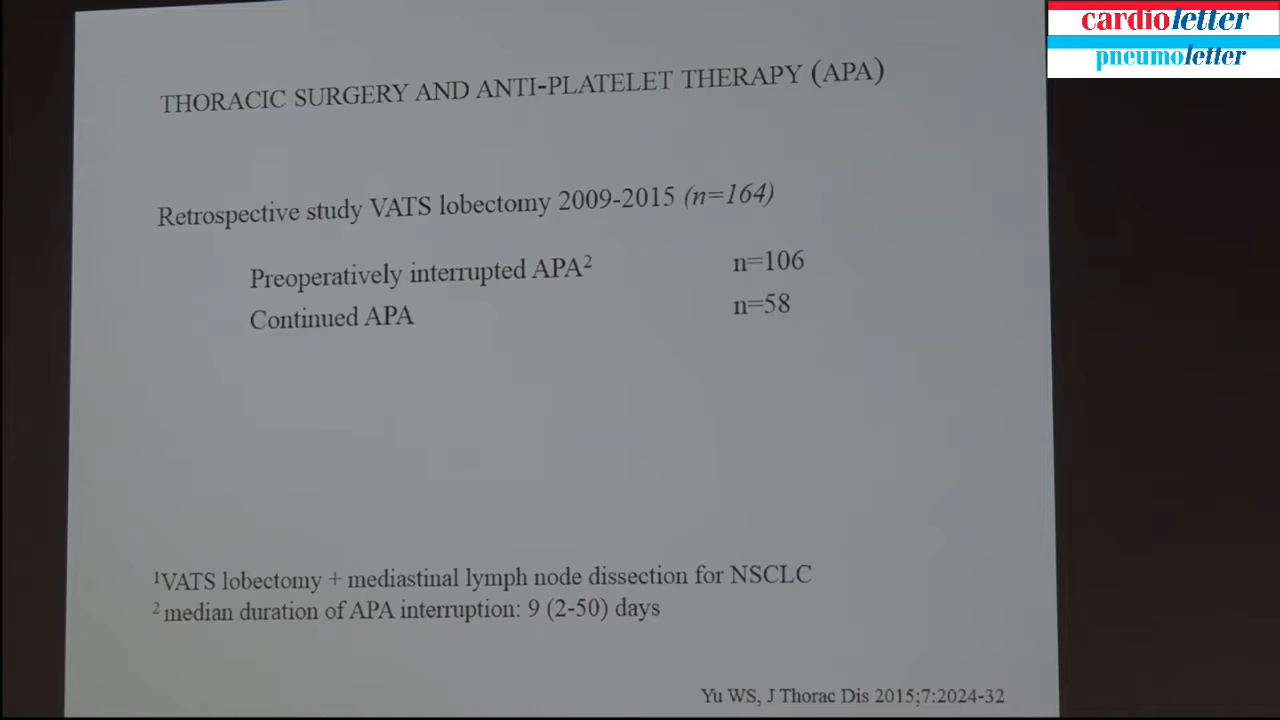 cardioletter
pneumoletter
THORACIC SURGERY AND ANTI-PLATELET THERAPY (APA)
Retrospective study VATS lobectomy 2009-2015 (n=164)
Preoperatively interrupted APA² n=106
Continued APA n=58
¹VATS lobectomy + mediastinal lymph node dissection for NSCLC
² median duration of APA interruption: 9 (2-50) days
Yu WS, J Thorac Dis 2015;7:2024-32